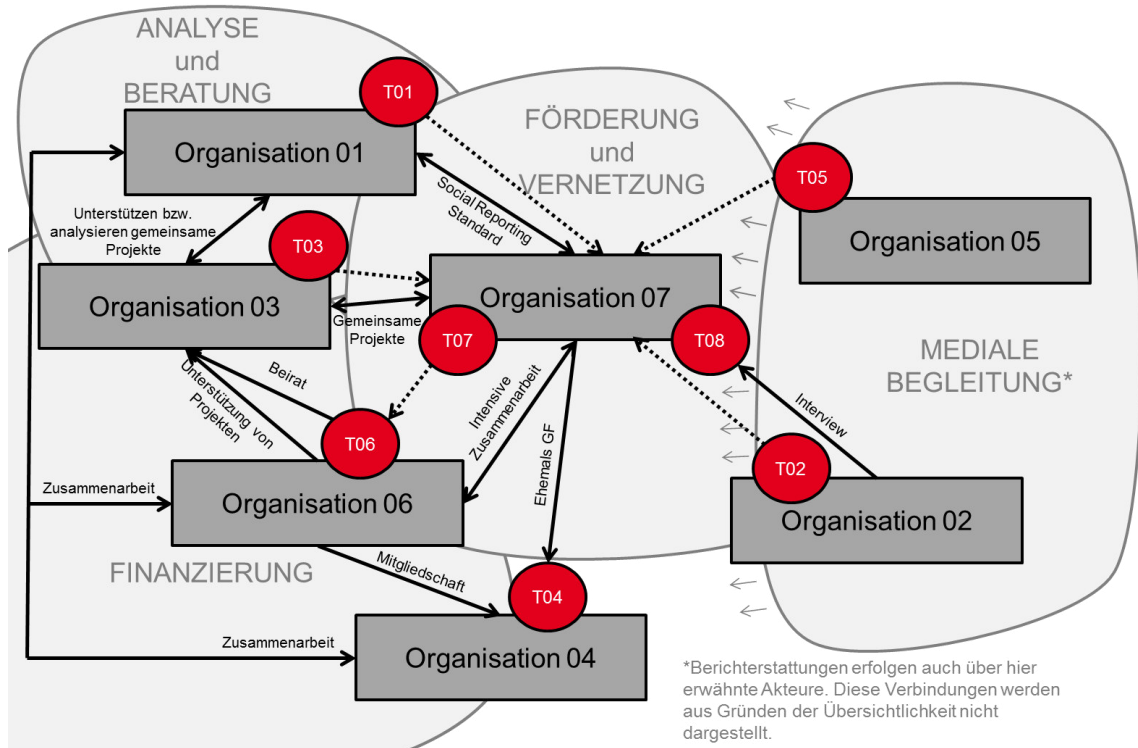 ANALYSE
und
BERATUNG
T01
Organisation 01
FÖRDERUNG
und
VERNETZUNG
T05
Organisation 05
Social Reporting
Standard
Unterstützen bzw.
analysieren gemeinsame
Projekte
T03
Organisation 03
Organisation 07
Gemeinsame
Projekte
T07
T08
MEDIALE
BEGLEITUNG*
Beirat
Unterstützung von
Projekten
Intensive
Zusammenarbeit
Ehemals GF
Interview
T06
T02
Zusammenarbeit
Organisation 06
Organisation 02
FINANZIERUNG
Mitgliedschaft
T04
Zusammenarbeit
Organisation 04
*Berichterstattungen erfolgen auch über hier
erwähnte Akteure. Diese Verbindungen werden
aus Gründen der Übersichtlichkeit nicht
dargestellt.